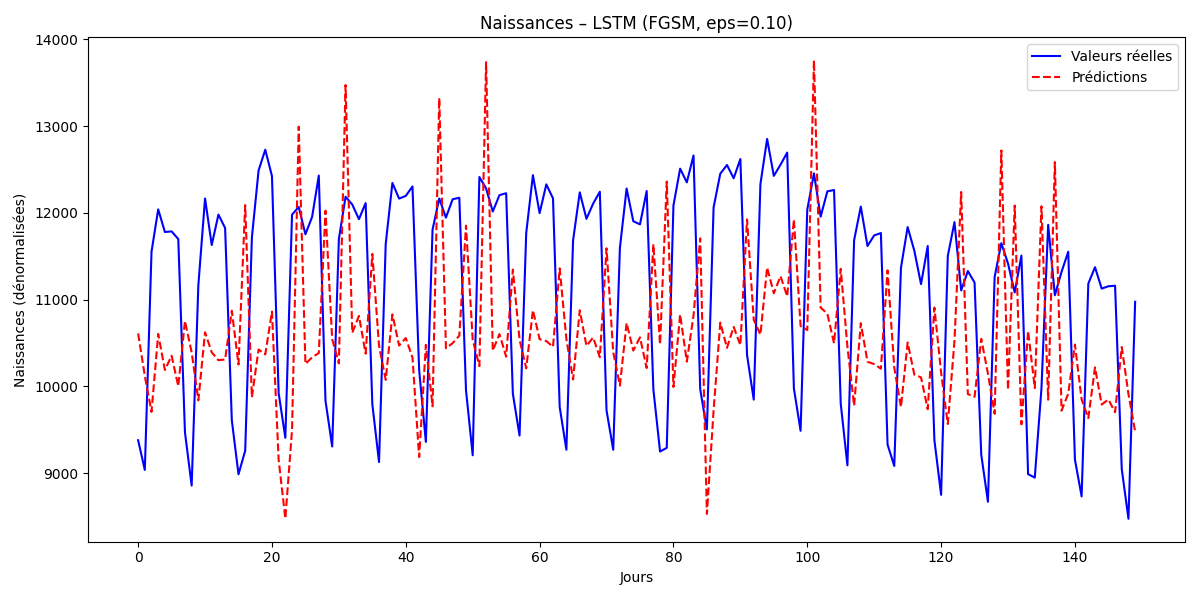 Naissances – LSTM (FGSM, eps=0.10)
Valeurs réelles
Prédictions
Naissances (dénormalisées)
14000
13000
12000
11000
10000
9000
0 20 40 60 80 100 120 140
Jours